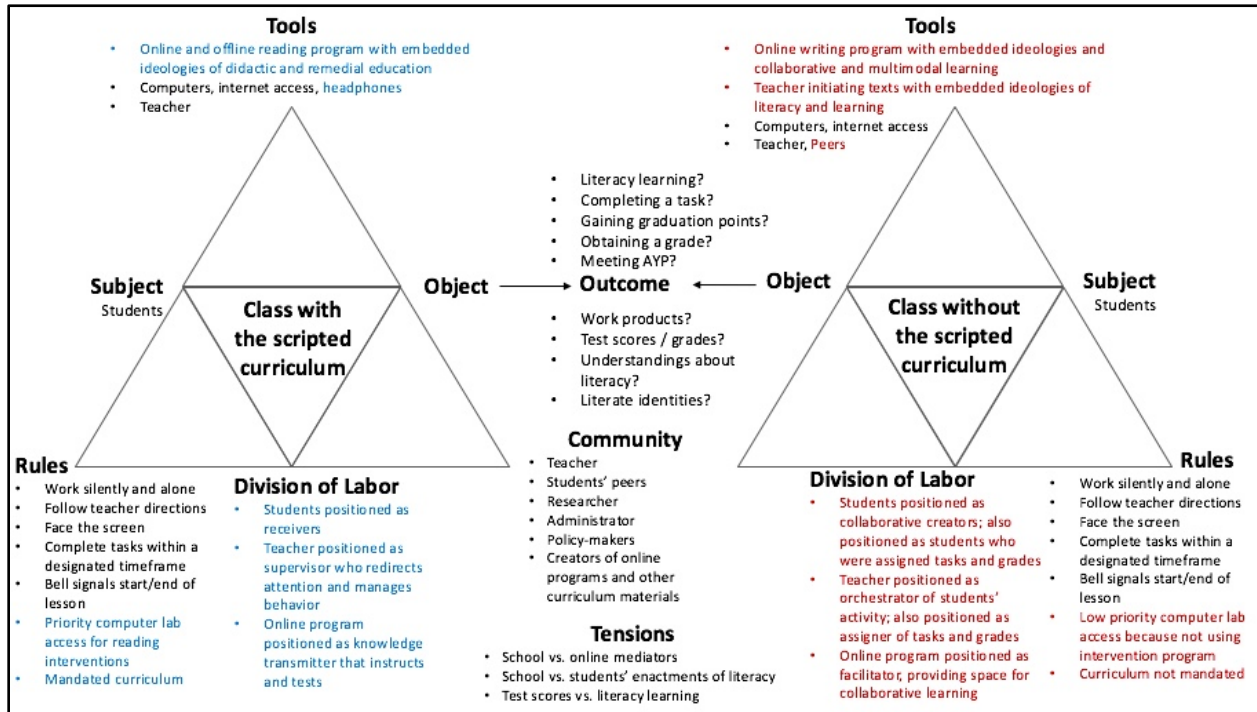 Tools
• Online and offline reading program with embedded
ideologies of didactic and remedial education
• Computers, internet access, headphones
• Teacher
Tools
• Online writing program with embedded ideologies and
collaborative and multimodal learning
• Teacher initiating texts with embedded ideologies of
literacy and learning
• Computers, internet access
• Teacher, Peers
• Literacy learning?
• Completing a task?
• Gaining graduation points?
• Obtaining a grade?
• Meeting AYP?
Subject
Students
Object
Outcome
Object
Subject
Students
Class with
the scripted
curriculum
• Work products?
• Test scores / grades?
• Understandings about
literacy?
• Literate identities?
Class without
the scripted
curriculum
Rules
• Work silently and alone
• Follow teacher directions
• Face the screen
• Complete tasks within a
designated timeframe
• Bell signals start/end of
lesson
• Priority computer lab
access for reading
interventions
• Mandated curriculum
Division of Labor
• Students positioned as
receivers
• Teacher positioned as
supervisor who redirects
attention and manages
behavior
• Online program
positioned as knowledge
transmitter that instructs
and tests
Community
• Teacher
• Students' peers
• Researcher
• Administrator
• Policy-makers
• Creators of online
programs and other
curriculum materials
Tensions
• School vs. online mediators
• School vs. students' enactments of literacy
• Test scores vs. literacy learning
Division of Labor
• Students positioned as
collaborative creators; also
positioned as students who
were assigned tasks and grades
• Teacher positioned as
orchestrator of students'
activity; also positioned as
assigner of tasks and grades
• Online program positioned as
facilitator, providing space for
collaborative learning
Rules
• Work silently and alone
• Follow teacher directions
• Face the screen
• Complete tasks within a
designated timeframe
• Bell signals start/end of
lesson
• Low priority computer lab
access because not using
intervention program
• Curriculum not mandated